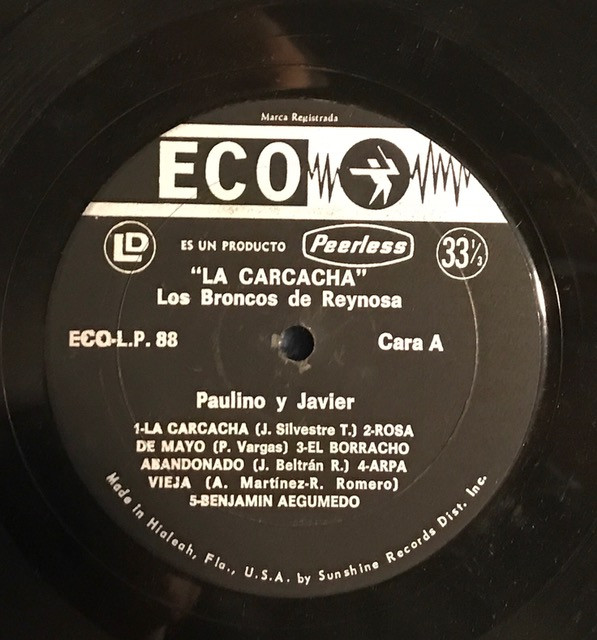 Marca Registrada
ECO
LD ES UN PRODUCTO Peerless 33⅓
"LA CARCACHA"
Los Broncos de Reynosa
ECO-L.P. 88 Cara A
Paulino y Javier
1-LA CARCACHA (J. Silvestre T.) 2-ROSA
DE MAYO (P. Vargas) 3-EL BORRACHO
ABANDONADO (J. Beltrán R.) 4-ARPA
VIEJA (A. Martínez-R. Romero)
5-BENJAMIN AEGUMEDO
Made in Hialeah, Fla., U.S.A. by Sunshine Records Dist. Inc.